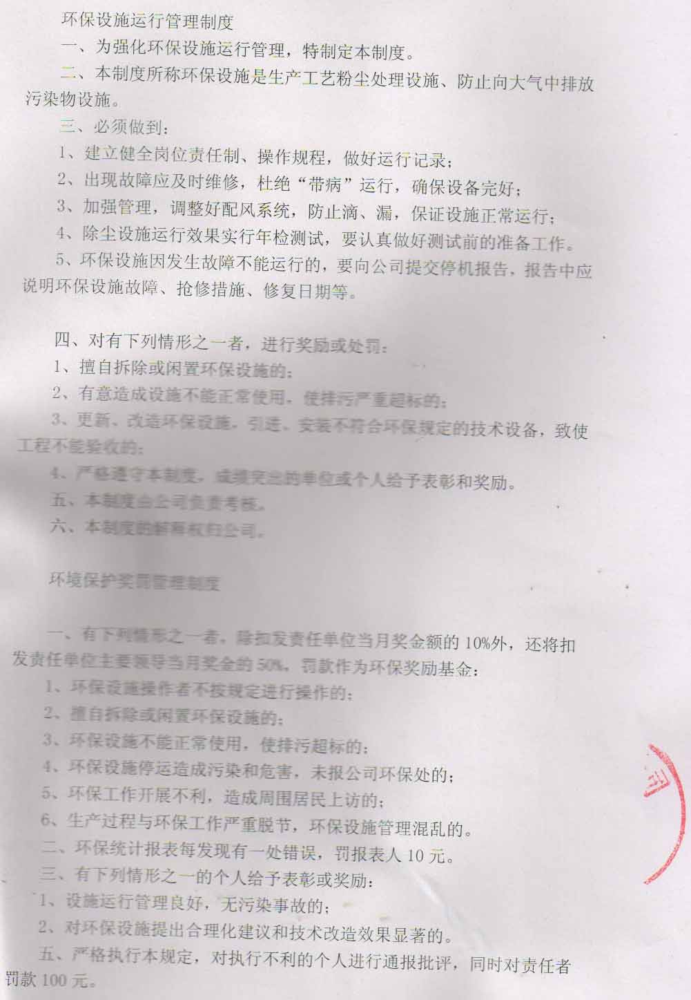 环保设施运行管理制度
一、为强化环保设施运行管理，特制定本制度。
二、本制度所称环保设施是生产工艺粉尘处理设施、防止向大气中排放
污染物设施。
三、必须做到：
1、建立健全岗位责任制、操作规程，做好运行记录；
2、出现故障应及时维修，杜绝“带病”运行，确保设备完好；
3、加强管理，调整好配风系统，防止滴、漏，保证设施正常运行；
4、除尘设施运行效果实行年检测试，要认真做好测试前的准备工作。
5、环保设施因发生故障不能运行的，要向公司提交停机报告，报告中应
说明环保设施故障、抢修措施、修复日期等。
四、对有下列情形之一者，进行奖励或处罚：
1、擅自拆除或闲置环保设施的；
2、有意造成设施不能正常使用，使排污严重超标的；
3、更新、改造环保设施，引进、安装不符合环保规定的技术设备，致使
工程不能验收的；
4、严格遵守本制度，成绩突出的单位或个人给予表彰和奖励。
五、本制度由公司负责考核。
六、本制度的解释权归公司。
环境保护奖罚管理制度
一、有下列情形之一者，除扣发责任单位当月奖金额的10%外，还将扣
发责任单位主要领导当月奖金的50%，罚款作为环保奖励基金：
1、环保设施操作者不按规定进行操作的；
2、擅自拆除或闲置环保设施的；
3、环保设施不能正常使用，使排污超标的；
4、环保设施停运造成污染和危害，未报公司环保处的；
5、环保工作开展不利，造成周围居民上访的；
司
6、生产过程与环保工作严重脱节，环保设施管理混乱的。
二、环保统计报表每发现有一处错误，罚报表人10元。
三、有下列情形之一的个人给予表彰或奖励：
1、设施运行管理良好，无污染事故的；
2、对环保设施提出合理化建议和技术改造效果显著的。
五、严格执行本规定，对执行不利的个人进行通报批评，同时对责任者
罚款100元。